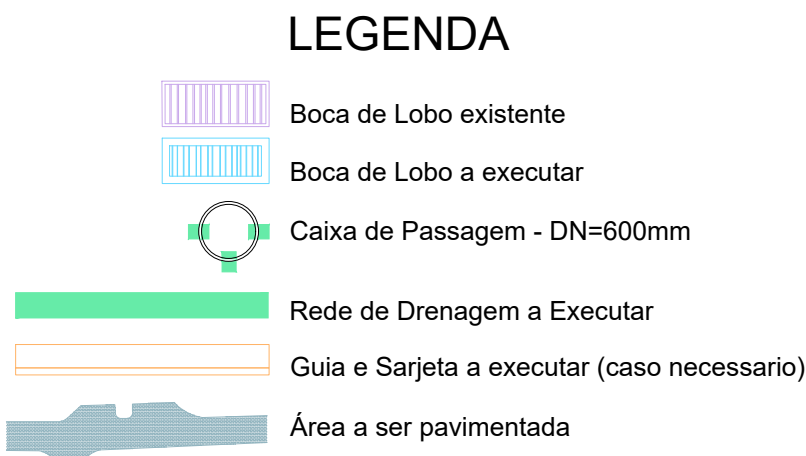 LEGENDA
Boca de Lobo existente
Boca de Lobo a executar
Caixa de Passagem - DN=600mm
Rede de Drenagem a Executar
Guia e Sarjeta a executar (caso necessario)
Área a ser pavimentada